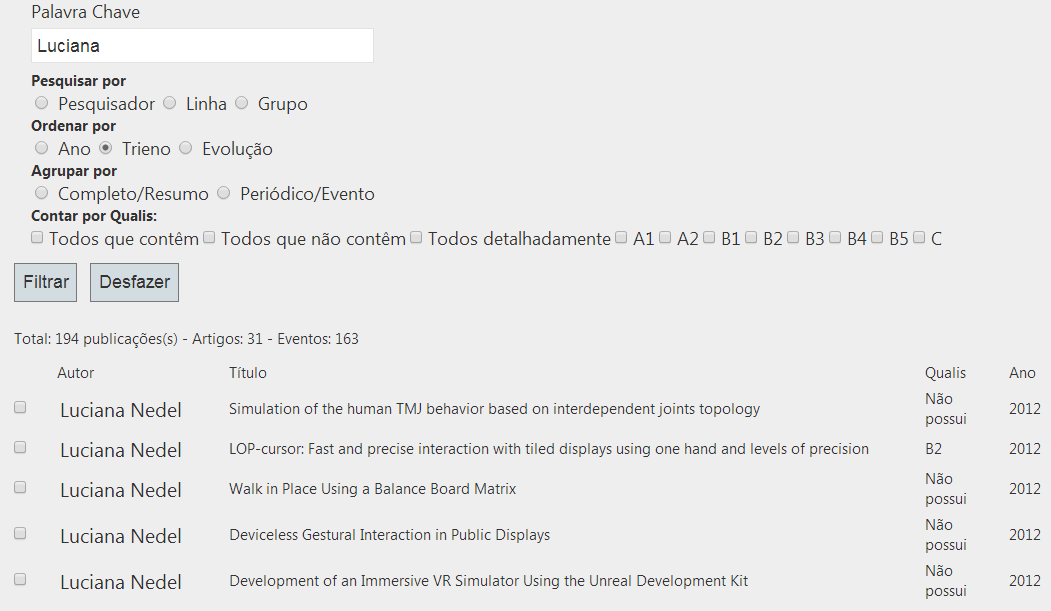 Palavra Chave
Luciana
Pesquisar por
Pesquisador Linha Grupo
Ordenar por
Ano Trieno Evolução
Agrupar por
Completo/Resumo Periódico/Evento
Contar por Qualis:
Todos que contêm Todos que não contêm Todos detalhadamente A1 A2 B1 B2 B3 B4 B5 C
Filtrar Desfazer
Total: 194 publicações(s) - Artigos: 31 - Eventos: 163
Autor Título Qualis Ano
Luciana Nedel Simulation of the human TMJ behavior based on interdependent joints topology Não possui 2012
Luciana Nedel LOP-cursor: Fast and precise interaction with tiled displays using one hand and levels of precision B2 2012
Luciana Nedel Walk in Place Using a Balance Board Matrix Não possui 2012
Luciana Nedel Deviceless Gestural Interaction in Public Displays Não possui 2012
Luciana Nedel Development of an Immersive VR Simulator Using the Unreal Development Kit Não possui 2012